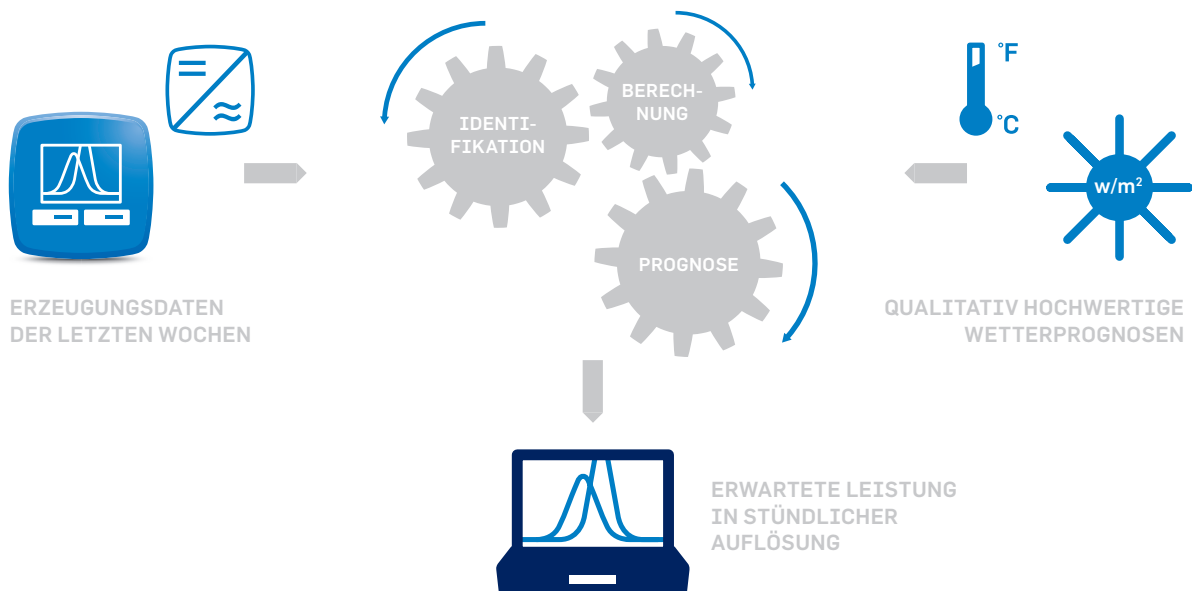 IDENTI-
FIKATION
BERECH-
NUNG
PROGNOSE
°F
°C
w/m²
ERZEUGUNGSDATEN
DER LETZTEN WOCHEN
QUALITATIV HOCHWERTIGE
WETTERPROGNOSEN
ERWARTETE LEISTUNG
IN STÜNDLICHER
AUFLÖSUNG